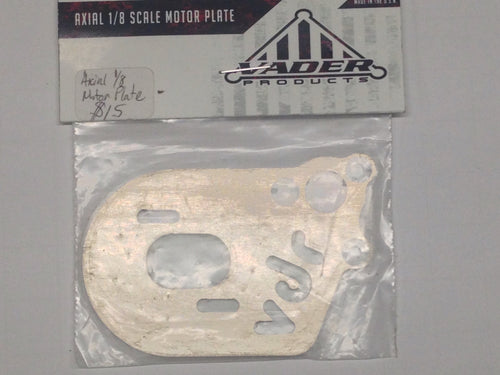 AXIAL 1/8 SCALE MOTOR PLATE
MADE IN THE U.S.A
VADER
PRODUCTS
Axial 1/8
Motor Plate
$15
vdr